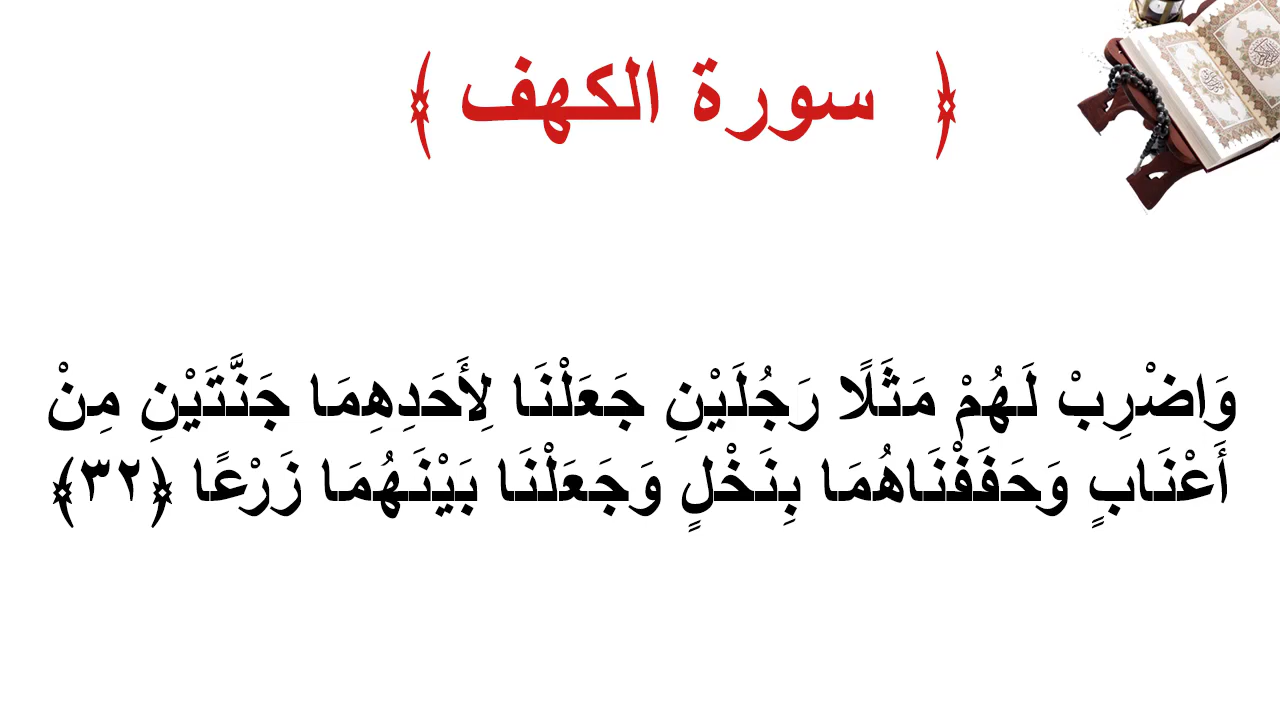 ﴿ سورة الكهف ﴾
وَاضْرِبْ لَهُمْ مَثَلًا رَجُلَيْنِ جَعَلْنَا لِأَحَدِهِمَا جَنَّتَيْنِ مِنْ
أَعْنَابٍ وَحَفَفْنَاهُمَا بِنَخْلٍ وَجَعَلْنَا بَيْنَهُمَا زَرْعًا ﴿٣٢﴾